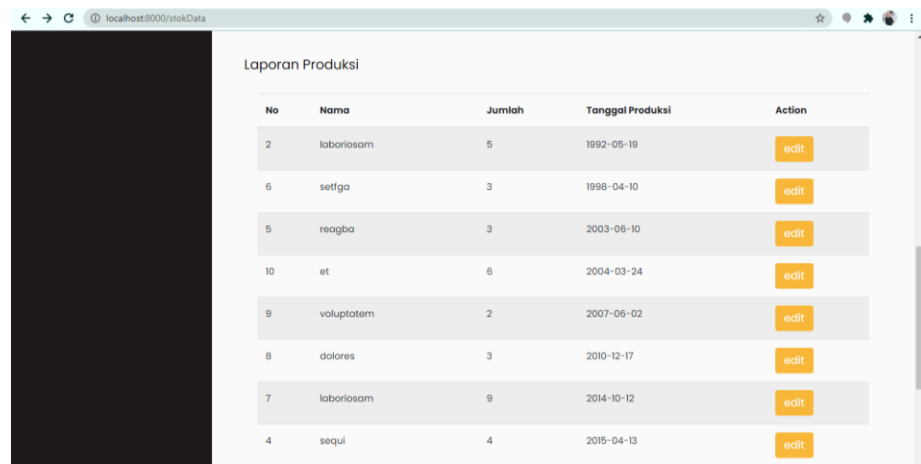 localhost:8000/stokData
Laporan Produksi
No Nama Jumlah Tanggal Produksi Action
2 laboriosam 5 1992-05-19 edit
6 setfga 3 1998-04-10 edit
5 reagba 3 2003-06-10 edit
10 et 6 2004-03-24 edit
9 voluptatem 2 2007-06-02 edit
8 dolores 3 2010-12-17 edit
7 laboriosam 9 2014-10-12 edit
4 sequi 4 2015-04-13 edit